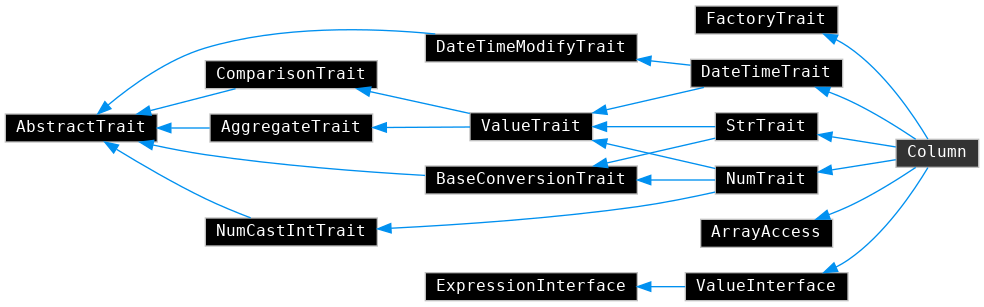 FactoryTrait
DateTimeModifyTrait
ComparisonTrait
DateTimeTrait
AbstractTrait
AggregateTrait
ValueTrait
StrTrait
Column
BaseConversionTrait
NumTrait
NumCastIntTrait
ArrayAccess
ExpressionInterface
ValueInterface